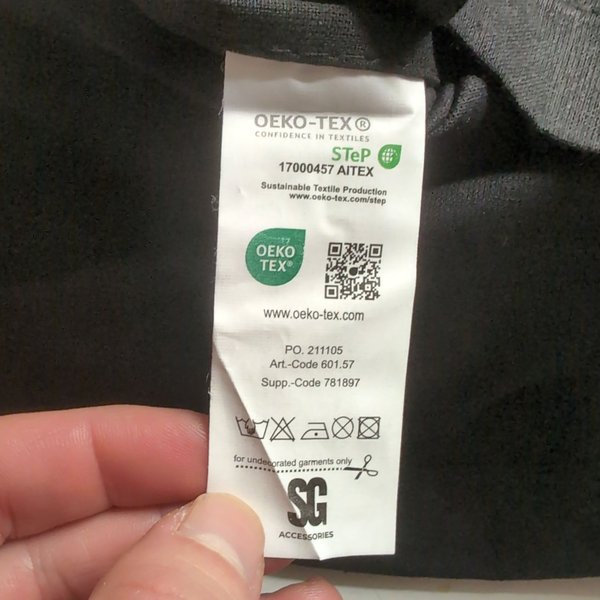 OEKO-TEX®
CONFIDENCE IN TEXTILES
STeP
17000457 AITEX
Sustainable Textile Production
www.oeko-tex.com/step
OEKO
TEX®
www.oeko-tex.com
PO. 211105
Art.-Code 601.57
Supp.-Code 781897
for undecorated garments only
SG
ACCESSORIES